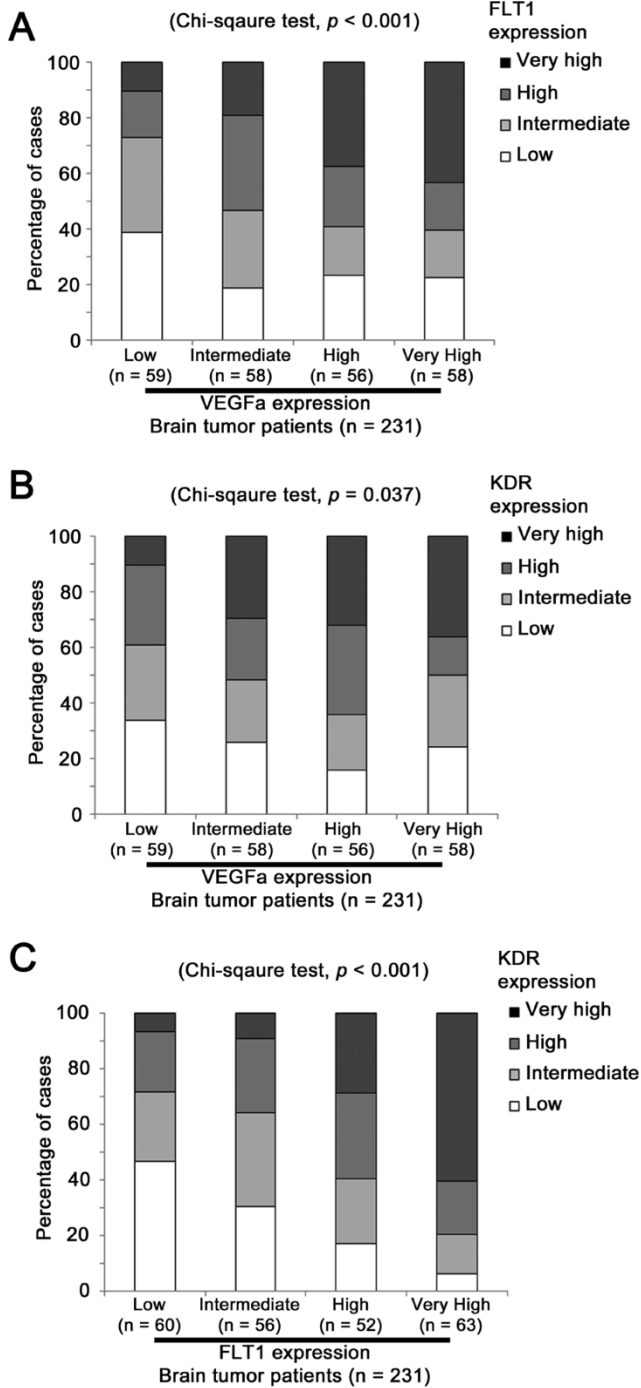 A
(Chi-sqaure test, p < 0.001)
FLT1
expression
Very high
High
Intermediate
Low
Percentage of cases
100
80
60
40
20
0
Low
(n = 59)
Intermediate
(n = 58)
High
(n = 56)
Very High
(n = 58)
VEGFa expression
Brain tumor patients (n = 231)
B
(Chi-sqaure test, p = 0.037)
KDR
expression
Very high
High
Intermediate
Low
Percentage of cases
100
80
60
40
20
0
Low
(n = 59)
Intermediate
(n = 58)
High
(n = 56)
Very High
(n = 58)
VEGFa expression
Brain tumor patients (n = 231)
C
(Chi-sqaure test, p < 0.001)
KDR
expression
Very high
High
Intermediate
Low
Percentage of cases
100
80
60
40
20
0
Low
(n = 60)
Intermediate
(n = 56)
High
(n = 52)
Very High
(n = 63)
FLT1 expression
Brain tumor patients (n = 231)